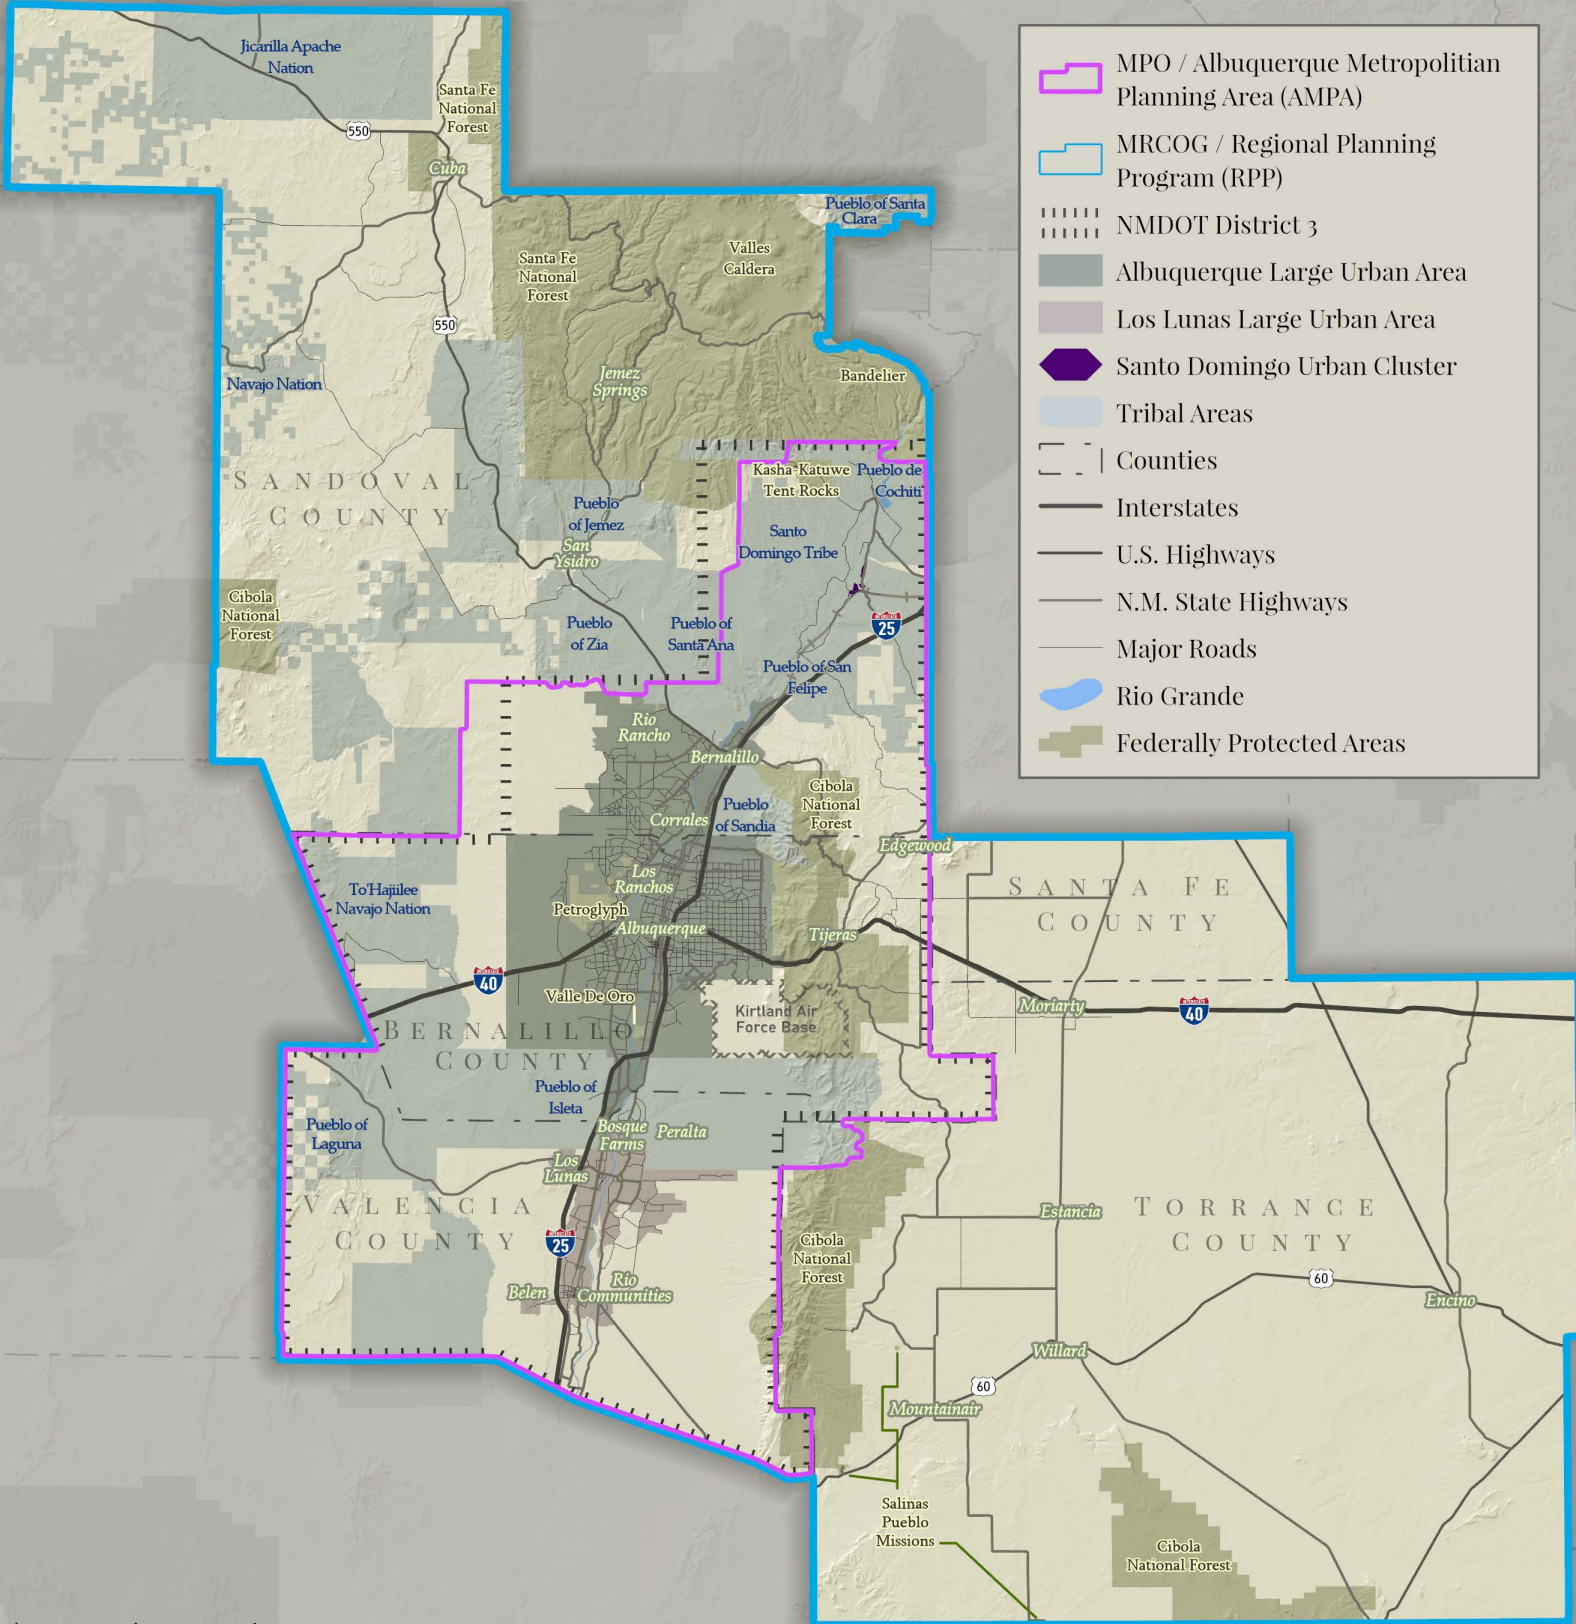 Jicarilla Apache
Nation
Santa Fe
National
Forest
550
Cuba
Pueblo of Santa
Clara
Santa Fe
National
Forest
Valles
Caldera
550
Navajo Nation
Jemez
Springs
Bandelier
SANDOVAL
COUNTY
Kasha-Katuwe
Tent Rocks
Pueblo de
Cochiti
Pueblo
of Jemez
Santo
Domingo Tribe
San
Ysidro
Cibola
National
Forest
Pueblo
of Zia
Pueblo of
Santa Ana
INTERSTATE
25
Pueblo of San
Felipe
Rio
Rancho
Bernalillo
Cibola
National
Forest
Pueblo
of Sandia
Corrales
Edgewood
Los
Ranchos
To'Hajiilee
Navajo Nation
Petroglyph
Albuquerque
Tijeras
SANTA FE
COUNTY
INTERSTATE
40
Valle De Oro
Kirtland Air
Force Base
Moriarty
INTERSTATE
40
BERNALILLO
COUNTY
Pueblo of
Isleta
Pueblo of
Laguna
Bosque
Farms
Peralta
Los
Lunas
VALENCIA
COUNTY
Estancia
TORRANCE
COUNTY
INTERSTATE
25
Cibola
National
Forest
Belen
Rio
Communities
60
Encino
Willard
60
Mountainair
Salinas
Pueblo
Missions
Cibola
National Forest
MPO / Albuquerque Metropolitian
Planning Area (AMPA)
MRCOG / Regional Planning
Program (RPP)
NMDOT District 3
Albuquerque Large Urban Area
Los Lunas Large Urban Area
Santo Domingo Urban Cluster
Tribal Areas
Counties
Interstates
U.S. Highways
N.M. State Highways
Major Roads
Rio Grande
Federally Protected Areas